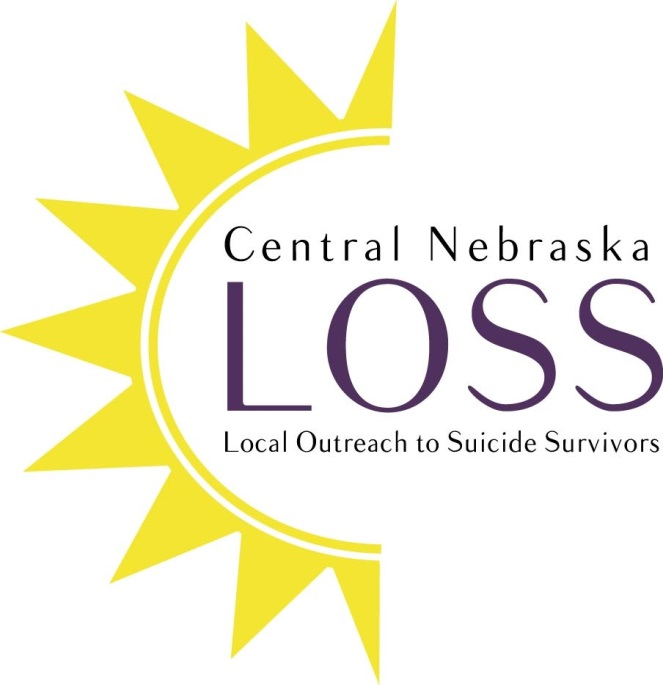 Central Nebraska
LOSS
Local Outreach to Suicide Survivors